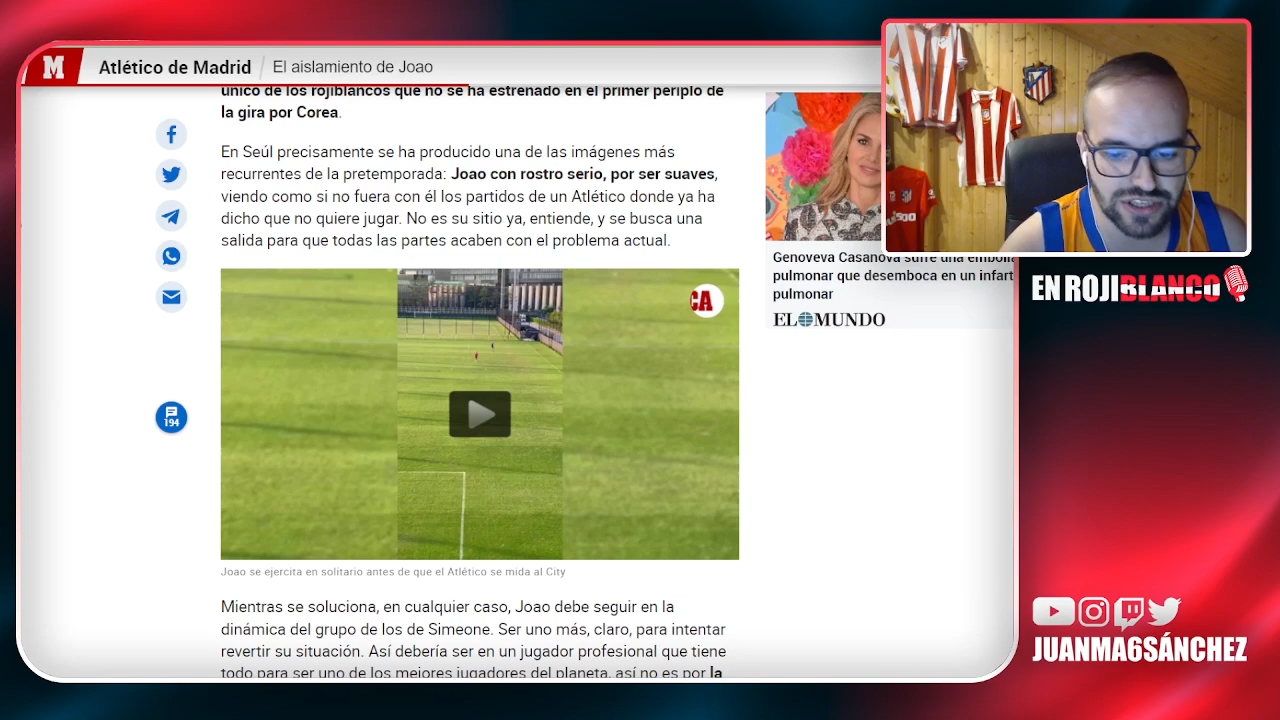 M
Atlético de Madrid
El aislamiento de Joao
único de los rojiblancos que no se ha estrenado en el primer periplo de
la gira por Corea.
En Seúl precisamente se ha producido una de las imágenes más
recurrentes de la pretemporada: Joao con rostro serio, por ser suaves,
viendo como si no fuera con él los partidos de un Atlético donde ya ha
dicho que no quiere jugar. No es su sitio ya, entiende, y se busca una
salida para que todas las partes acaben con el problema actual.
194
CA
Joao se ejercita en solitario antes de que el Atlético se mida al City
Mientras se soluciona, en cualquier caso, Joao debe seguir en la
dinámica del grupo de los de Simeone. Ser uno más, claro, para intentar
revertir su situación. Así debería ser en un jugador profesional que tiene
todo para ser uno de los mejores jugadores del planeta, así no es por la
Genoveva Casanova sufre una embolia
pulmonar que desemboca en un infart
pulmonar
EL MUNDO
500
EN ROJIBLANCO
JUANMA6SÁNCHEZ